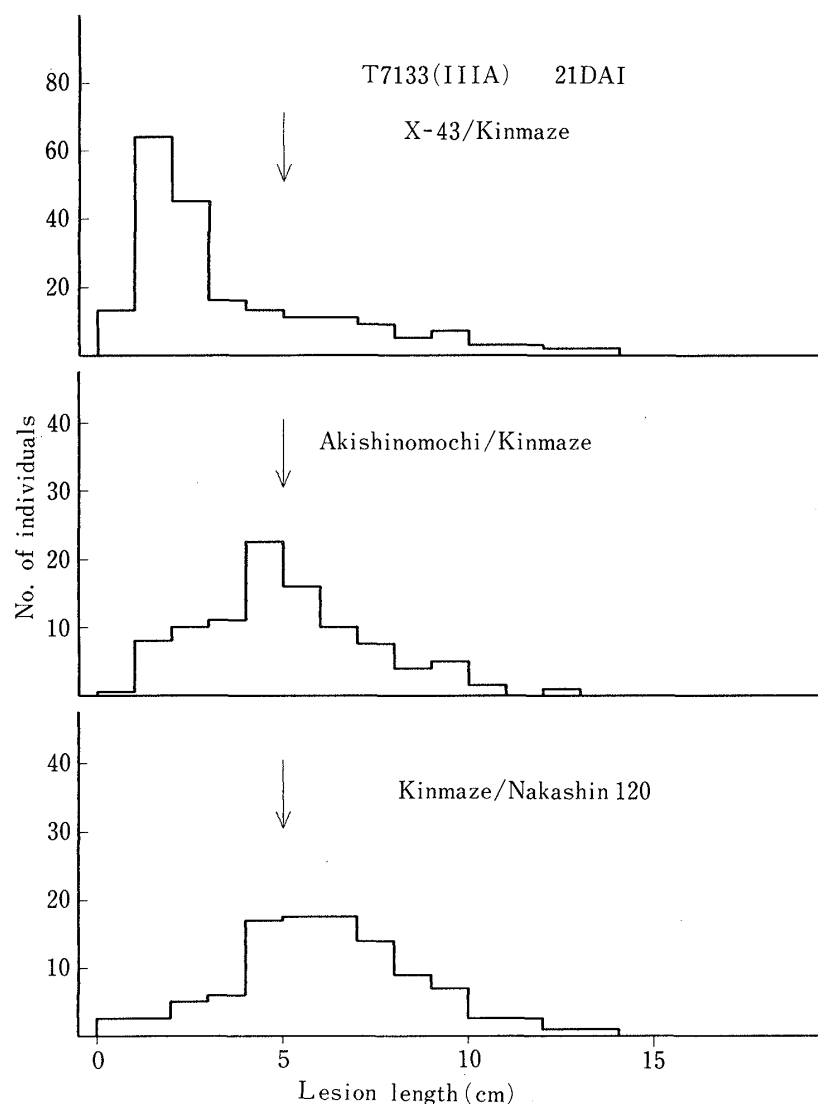 T7133(IIIA) 21DAI
X-43/Kinmaze
80
60
40
20
Akishinomochi/Kinmaze
40
30
20
10
No. of individuals
Kinmaze/Nakashin 120
40
30
20
10
0 5 10 15
Lesion length(cm)